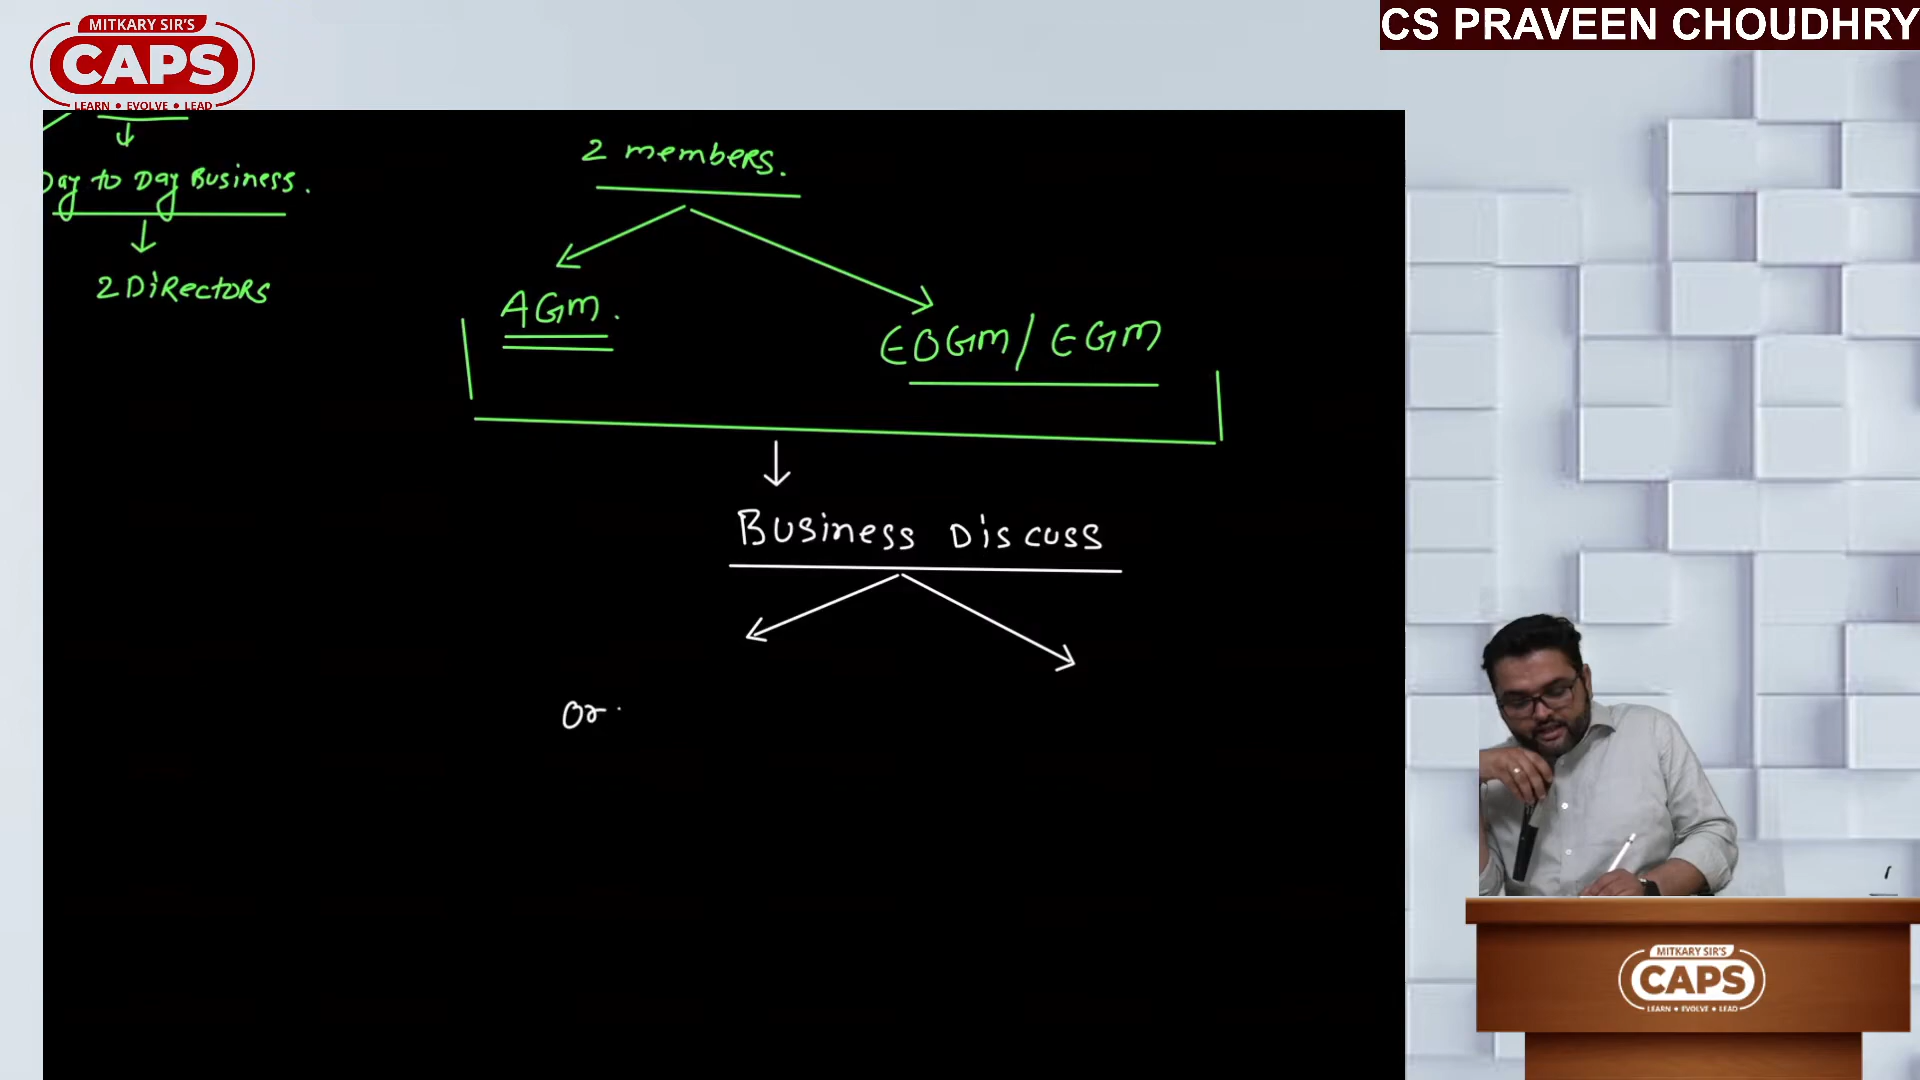 MITKARY SIR'S
CAPS
LEARN • EVOLVE • LEAD
CS PRAVEEN CHOUDHRY
Day to Day Business.
2 DiRectoRs
2 membeRs.
AGm.
EOGm/ EGm
Business Discuss
Or
MITKARY SIR'S
CAPS
LEARN • EVOLVE • LEAD